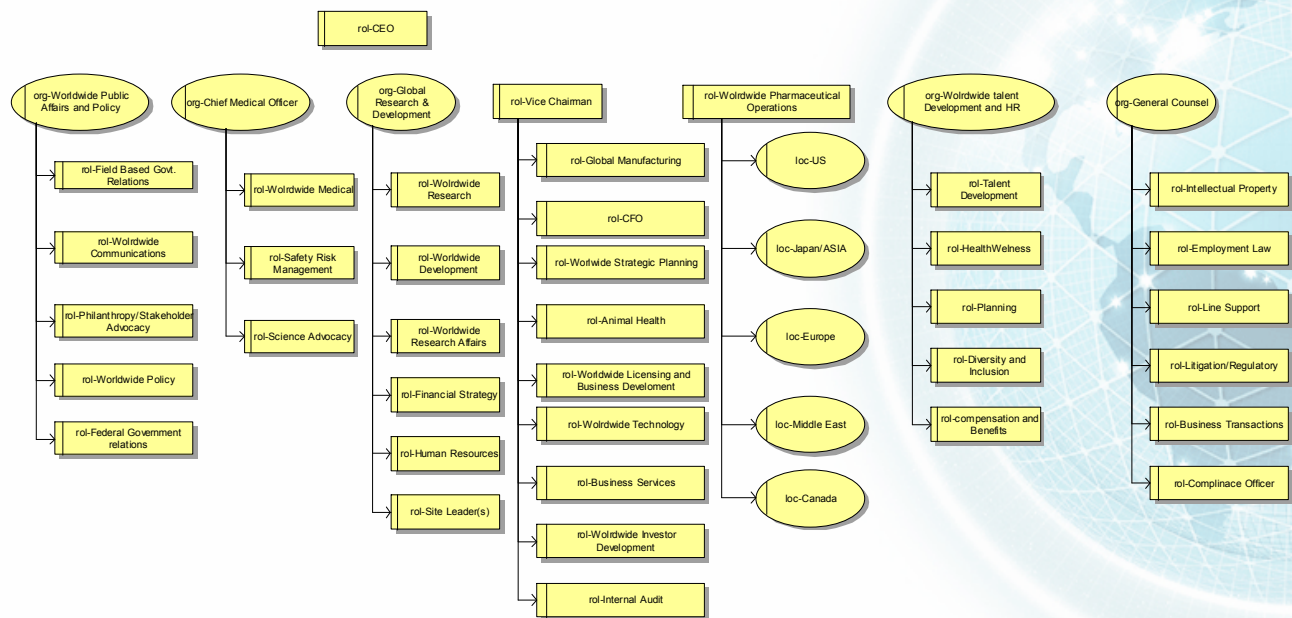 rol-CEO
org-Worldwide Public
Affairs and Policy
rol-Field Based Govt.
Relations
rol-Wolrdwide
Communications
rol-Philanthropy/Stakeholder
Advocacy
rol-Worldwide Policy
rol-Federal Government
relations
org-Chief Medical Officer
rol-Wolrdwide Medical
rol-Safety Risk
Management
rol-Science Advocacy
org-Global
Research &
Development
rol-Wolrdwide
Research
rol-Worldwide
Development
rol-Worldwide
Research Affairs
rol-Financial Strategy
rol-Human Resources
rol-Site Leader(s)
rol-Vice Chairman
rol-Global Manufacturing
rol-CFO
rol-Worlwide Strategic Planning
rol-Animal Health
rol-Worldwide Licensing and
Business Develoment
rol-Wolrdwide Technology
rol-Business Services
rol-Wolrdwide Investor
Development
rol-Internal Audit
rol-Wolrdwide Pharmaceutical
Operations
loc-US
loc-Japan/ASIA
loc-Europe
loc-Middle East
loc-Canada
org-Wolrdwide talent
Development and HR
rol-Talent
Development
rol-HealthWelness
rol-Planning
rol-Diversity and
Inclusion
rol-compensation and
Benefits
org-General Counsel
rol-Intellectual Property
rol-Employment Law
rol-Line Support
rol-Litigation/Regulatory
rol-Business Transactions
rol-Complinace Officer